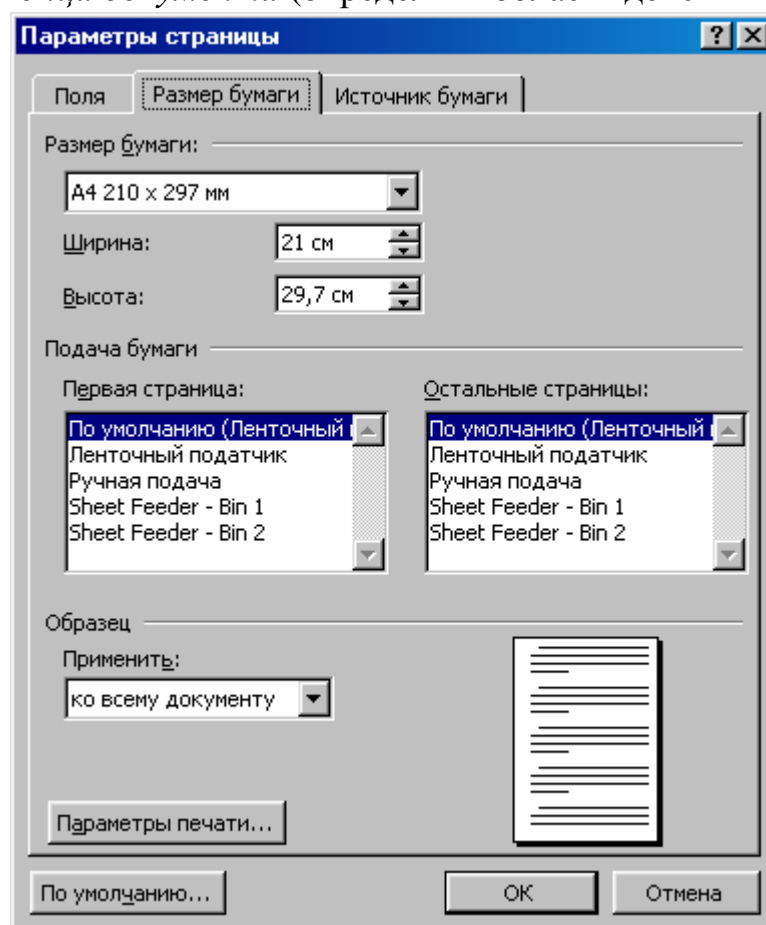 Параметры страницы
Поля Размер бумаги Источник бумаги
Размер бумаги:
A4 210 x 297 мм
Ширина: 21 см
Высота: 29,7 см
Подача бумаги
Первая страница: Остальные страницы:
По умолчанию (Ленточный По умолчанию (Ленточный
Ленточный податчик Ленточный податчик
Ручная подача Ручная подача
Sheet Feeder - Bin 1 Sheet Feeder - Bin 1
Sheet Feeder - Bin 2 Sheet Feeder - Bin 2
Образец
Применить:
ко всему документу
Параметры печати...
По умолчанию... ОК Отмена